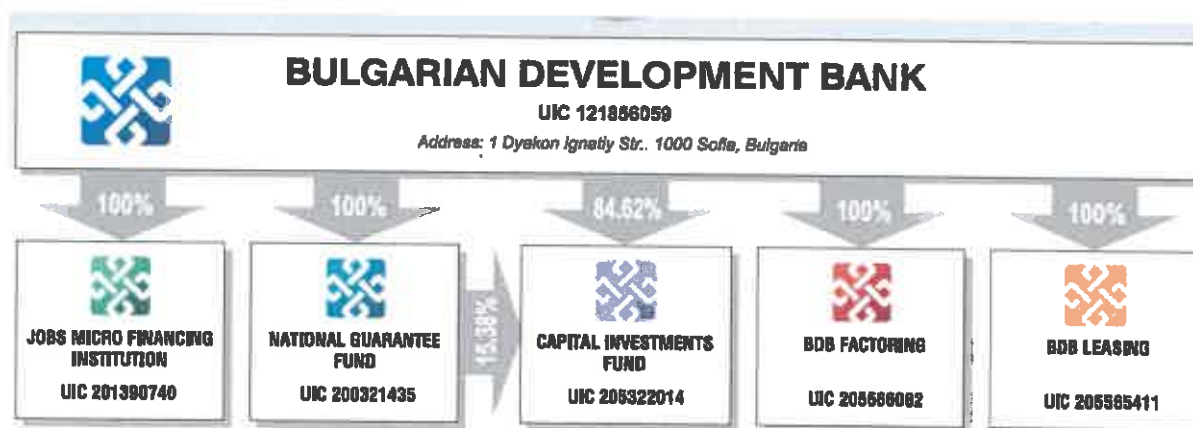 BULGARIAN DEVELOPMENT BANK
UIC 121856059
Address: 1 Dyakon Ignatiy Str.. 1000 Sofia, Bulgaria
100%
100%
84.62%
100%
100%
JOBS MICRO FINANCING
INSTITUTION
UIC 201390740
NATIONAL GUARANTEE
FUND
UIC 200321435
15.38%
CAPITAL INVESTMENTS
FUND
UIC 205322014
BDB FACTORING
UIC 205566082
BDB LEASING
UIC 205565411